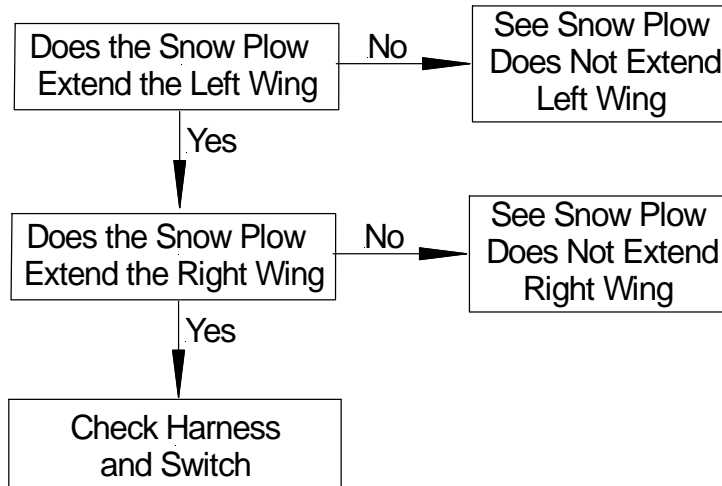 Does the Snow Plow
Extend the Left Wing
No
See Snow Plow
Does Not Extend
Left Wing
Yes
Does the Snow Plow
Extend the Right Wing
No
See Snow Plow
Does Not Extend
Right Wing
Yes
Check Harness
and Switch